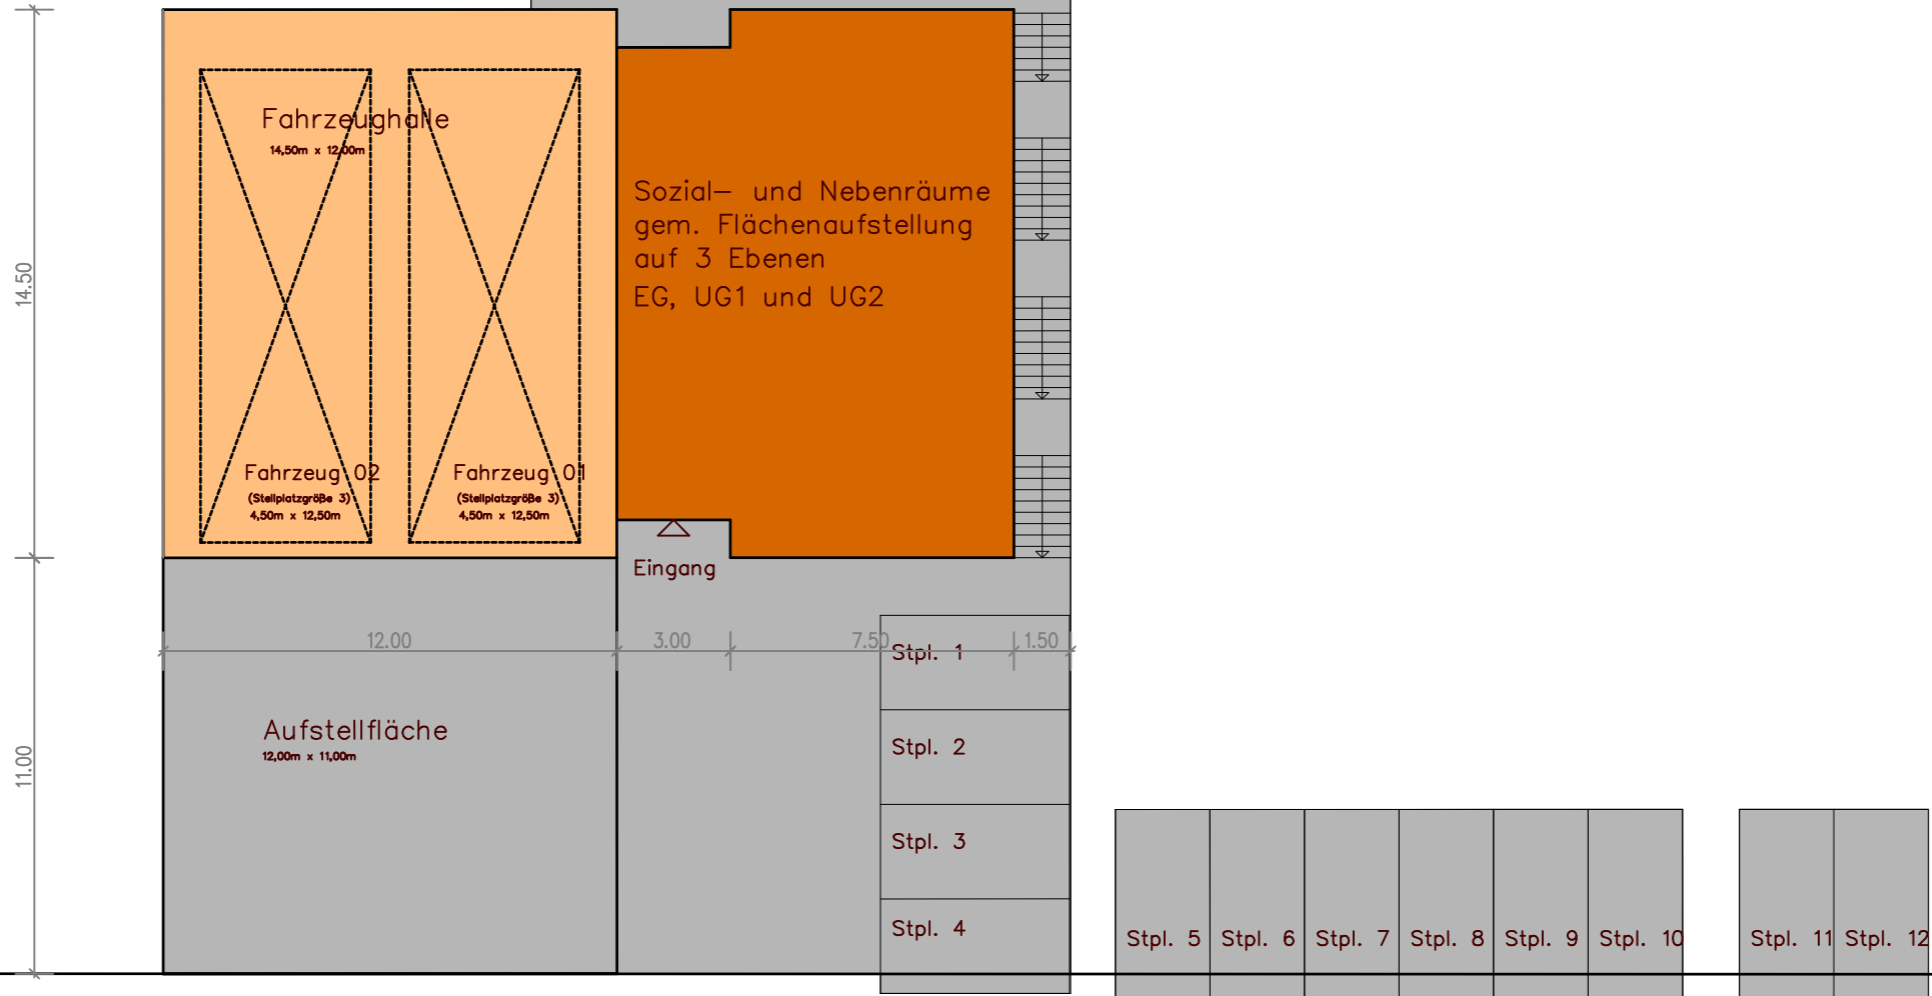 Fahrzeughalle
14,50m x 12,00m
Sozial- und Nebenräume
gem. Flächenaufstellung
auf 3 Ebenen
EG, UG1 und UG2
14.50
Fahrzeug 02
(Stellplatzgröße 3)
4,50m x 12,50m
Fahrzeug 01
(Stellplatzgröße 3)
4,50m x 12,50m
Eingang
12.00
3.00
7.50
1.50
Stpl. 1
Aufstellfläche
12,00m x 11,00m
11.00
Stpl. 2
Stpl. 3
Stpl. 4
Stpl. 5
Stpl. 6
Stpl. 7
Stpl. 8
Stpl. 9
Stpl. 10
Stpl. 11
Stpl. 12